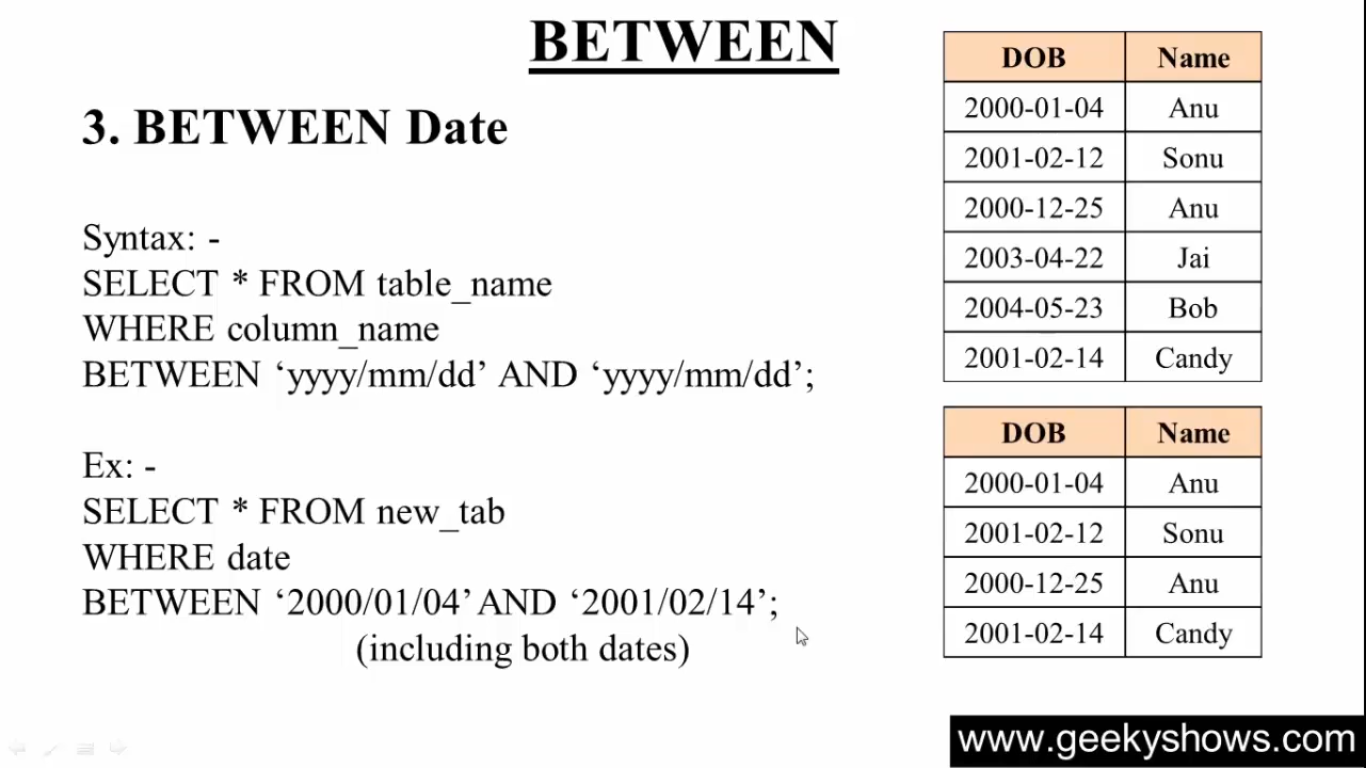 BETWEEN
3. BETWEEN Date
Syntax: -
SELECT * FROM table_name
WHERE column_name
BETWEEN ‘yyyy/mm/dd’ AND ‘yyyy/mm/dd’;
Ex: -
SELECT * FROM new_tab
WHERE date
BETWEEN ‘2000/01/04’ AND ‘2001/02/14’;
(including both dates)
DOB Name
2000-01-04 Anu
2001-02-12 Sonu
2000-12-25 Anu
2003-04-22 Jai
2004-05-23 Bob
2001-02-14 Candy
DOB Name
2000-01-04 Anu
2001-02-12 Sonu
2000-12-25 Anu
2001-02-14 Candy
www.geekyshows.com